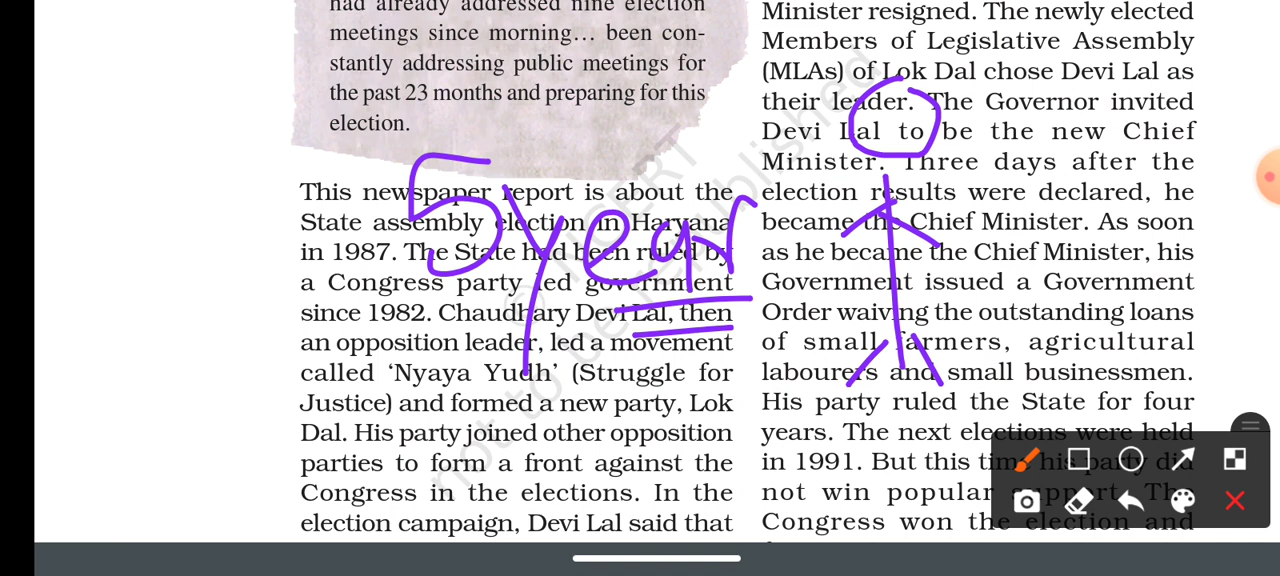 had already addressed nine election
meetings since morning... been con-
stantly addressing public meetings for
the past 23 months and preparing for this
election.
This newspaper report is about the
State assembly election in Haryana
in 1987. The State had been ruled by
a Congress party led government
since 1982. Chaudhary Devi Lal, then
an opposition leader, led a movement
called ‘Nyaya Yudh’ (Struggle for
Justice) and formed a new party, Lok
Dal. His party joined other opposition
parties to form a front against the
Congress in the elections. In the
election campaign, Devi Lal said that
Minister resigned. The newly elected
Members of Legislative Assembly
(MLAs) of Lok Dal chose Devi Lal as
their leader. The Governor invited
Devi Lal to be the new Chief
Minister. Three days after the
election results were declared, he
became the Chief Minister. As soon
as he became the Chief Minister, his
Government issued a Government
Order waiving the outstanding loans
of small farmers, agricultural
labourers and small businessmen.
His party ruled the State for four
years. The next elections were held
in 1991. But this time his party did
not win popular support. The
Congress won the election and
5 year
© NCERT
not to be republished